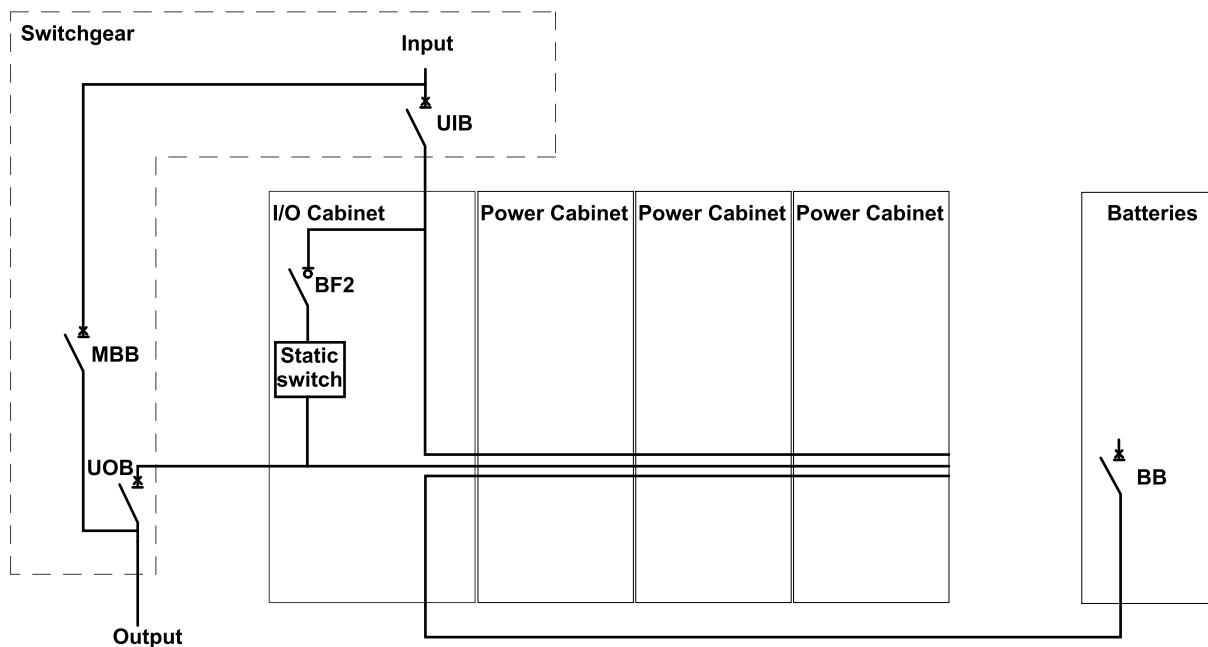 Switchgear
Input
UIB
I/O Cabinet
Power Cabinet
Power Cabinet
Power Cabinet
Batteries
BF2
MBB
Static
switch
UOB
BB
Output